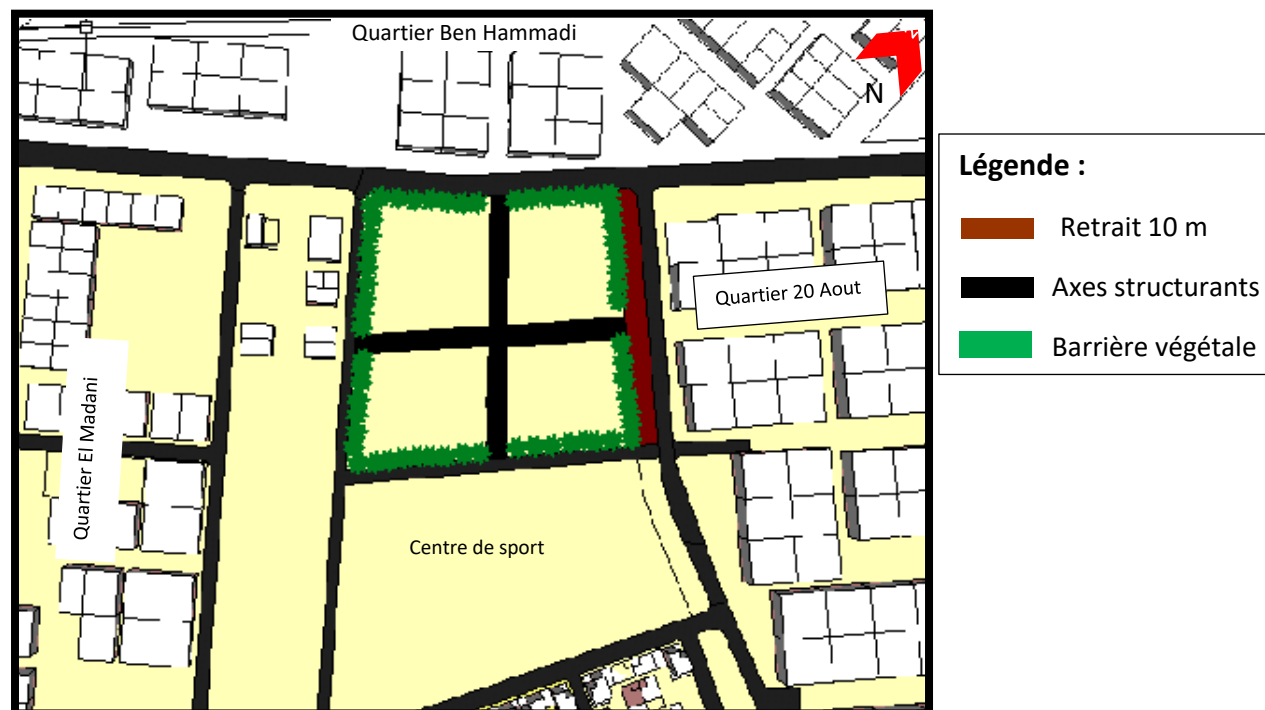 Quartier Ben Hammadi
N
Légende :
Retrait 10 m
Quartier 20 Aout
Axes structurants
Barrière végétale
Quartier El Madani
Centre de sport